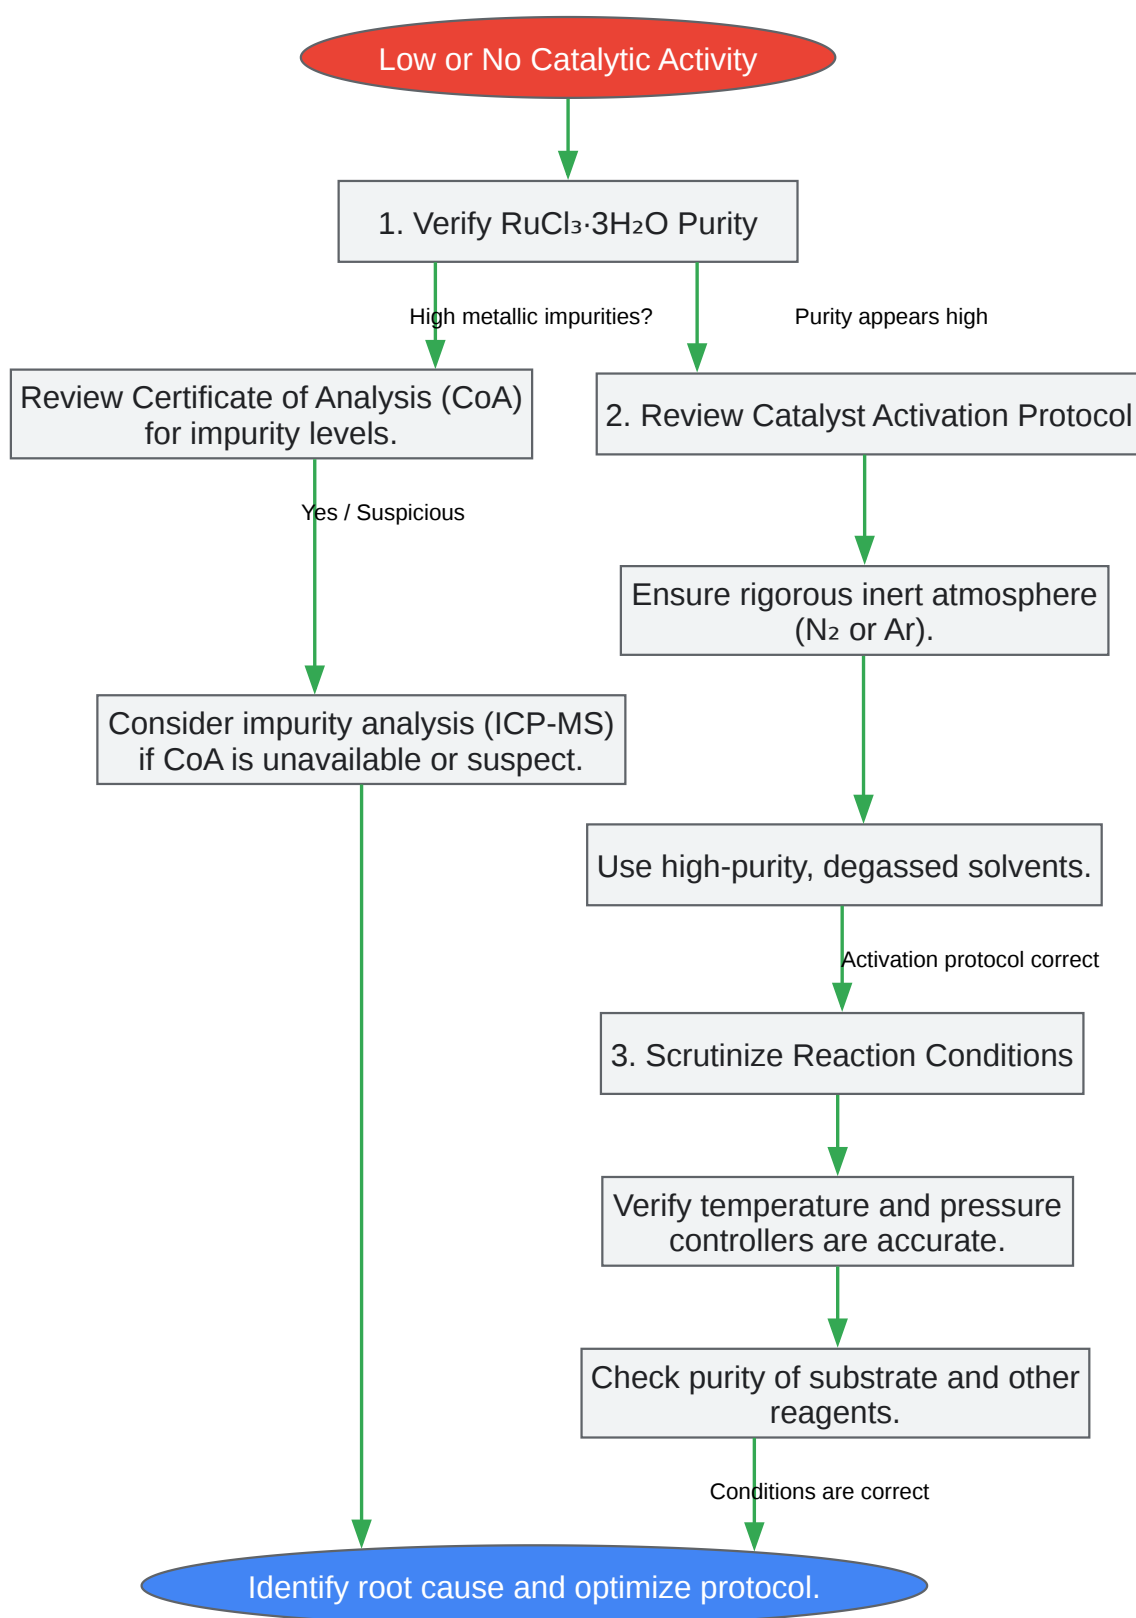 Low or No Catalytic Activity
1. Verify RuCl₃·3H₂O Purity
High metallic impurities?
Purity appears high
Review Certificate of Analysis (CoA)
for impurity levels.
2. Review Catalyst Activation Protocol
Yes / Suspicious
Ensure rigorous inert atmosphere
(N₂ or Ar).
Consider impurity analysis (ICP-MS)
if CoA is unavailable or suspect.
Use high-purity, degassed solvents.
Activation protocol correct
3. Scrutinize Reaction Conditions
Verify temperature and pressure
controllers are accurate.
Check purity of substrate and other
reagents.
Conditions are correct
Identify root cause and optimize protocol.